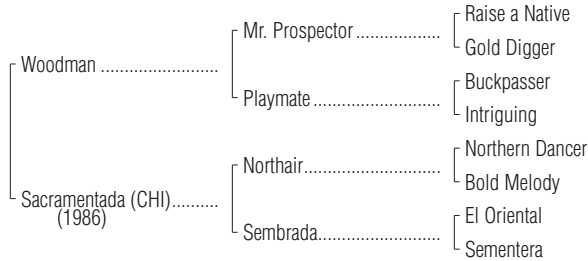 Raise a Native
Mr. Prospector ...................
Gold Digger
Woodman ......................
Buckpasser
Playmate ............................
Intriguing
Northern Dancer
Northair..............................
Bold Melody
Sacramentada (CHI)..........
(1986)
El Oriental
Sembrada...........................
Sementera